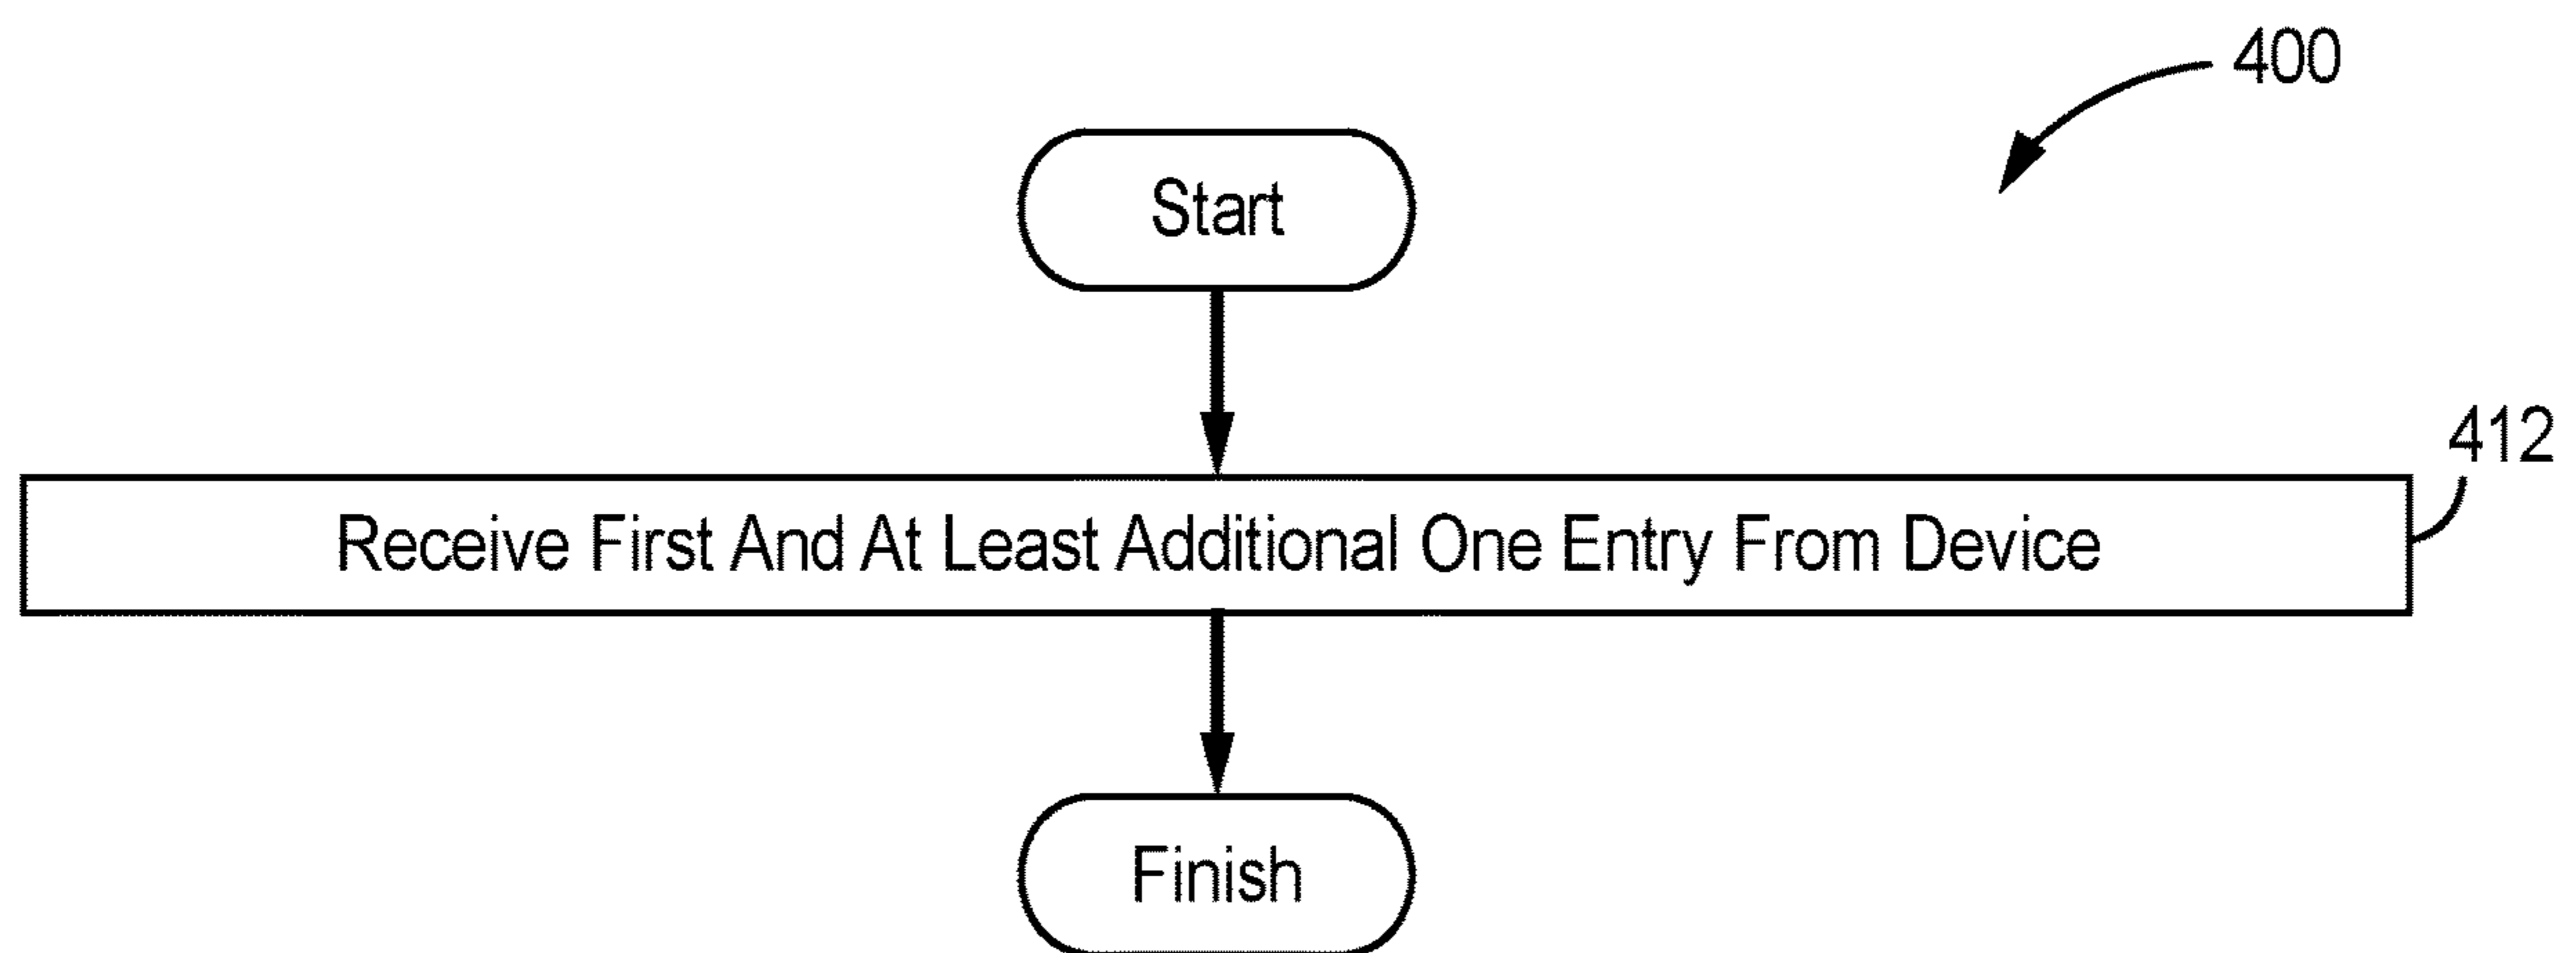 400
Start
412
Receive First And At Least Additional One Entry From Device
Finish